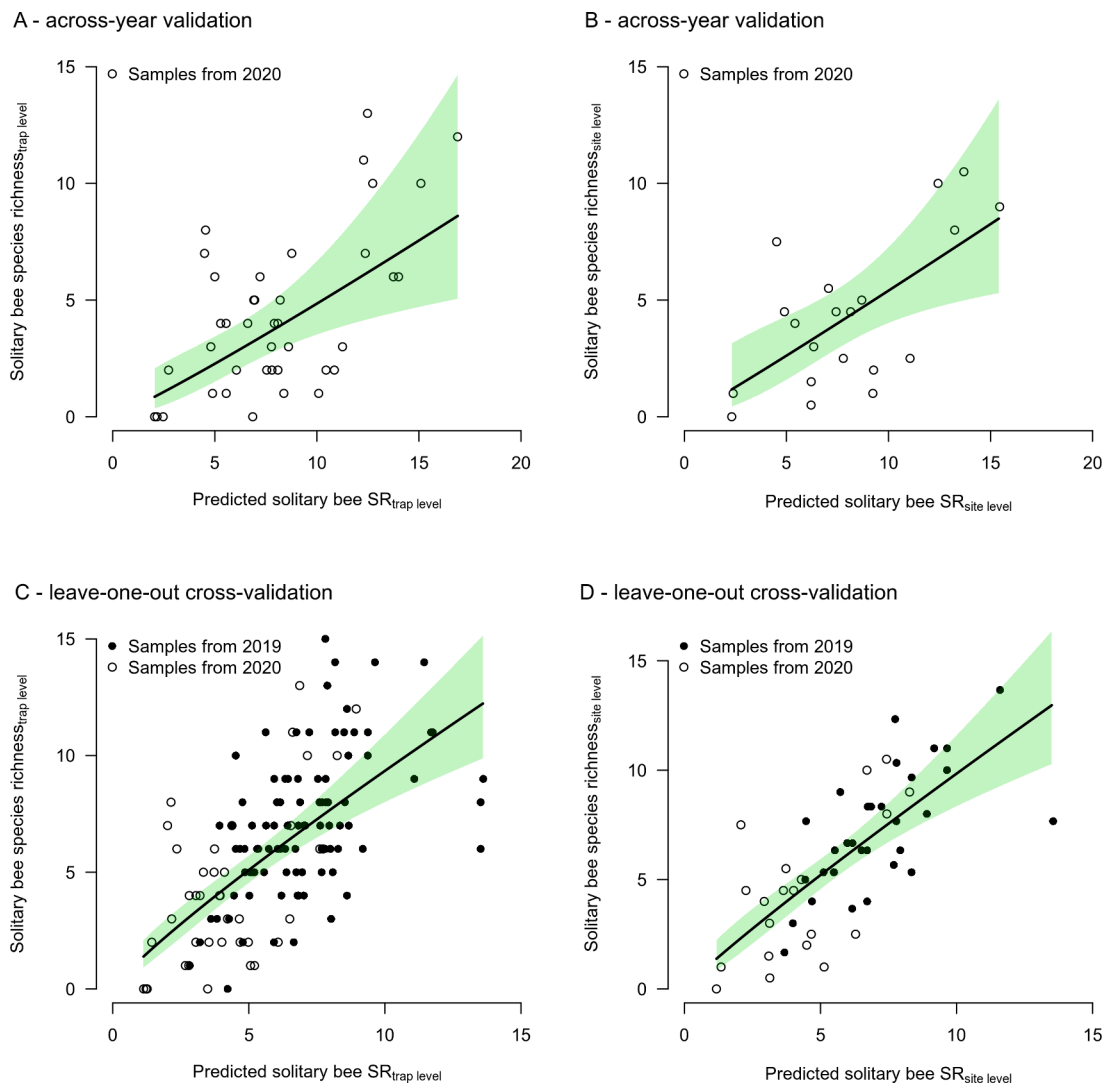 A - across-year validation
Samples from 2020
15
10
5
0
Solitary bee species richness trap level
0 5 10 15 20
Predicted solitary bee SR trap level
B - across-year validation
Samples from 2020
15
10
5
0
Solitary bee species richness site level
0 5 10 15 20
Predicted solitary bee SR site level
C - leave-one-out cross-validation
Samples from 2019
Samples from 2020
15
10
5
0
Solitary bee species richness trap level
0 5 10 15
Predicted solitary bee SR trap level
D - leave-one-out cross-validation
Samples from 2019
Samples from 2020
15
10
5
0
Solitary bee species richness site level
0 5 10 15
Predicted solitary bee SR site level